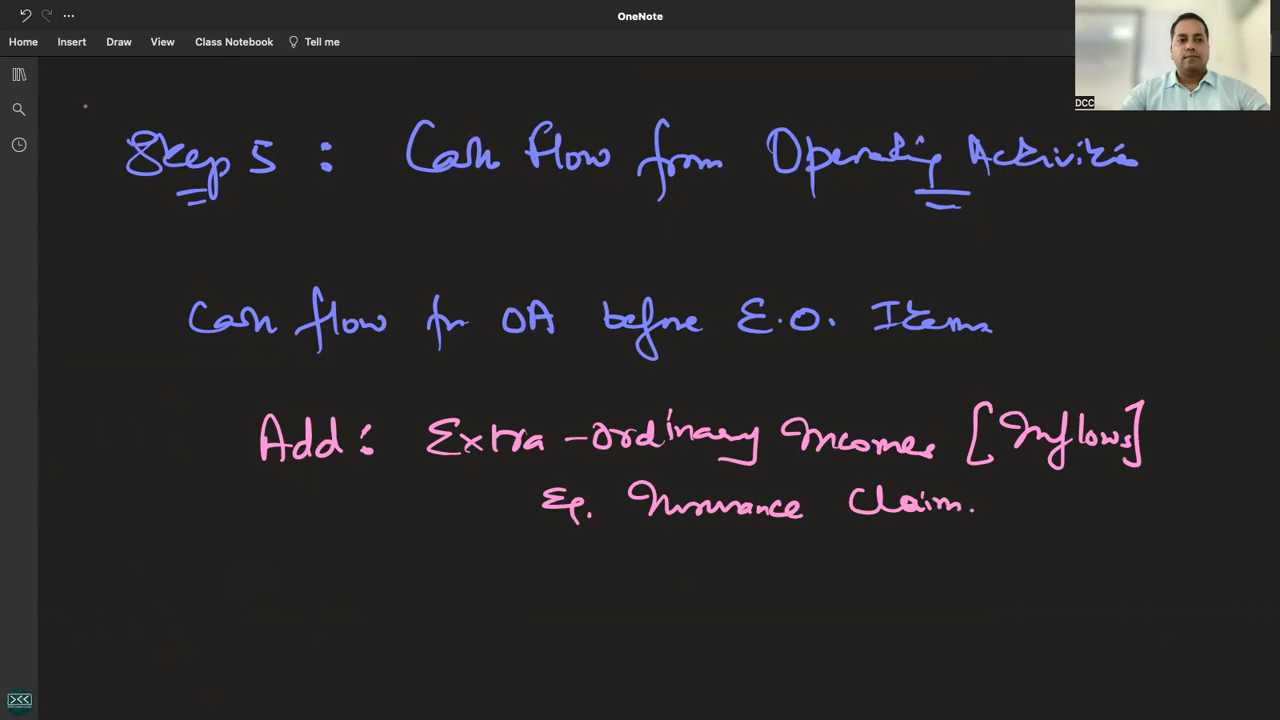 OneNote
Home Insert Draw View Class Notebook Tell me
DCC
Step 5 : Cash flow from Operating Activities
Cash flow fr OA before E.O. Items
Add: Extra-ordinary Incomes [Inflows]
Eg. Insurance Claim.